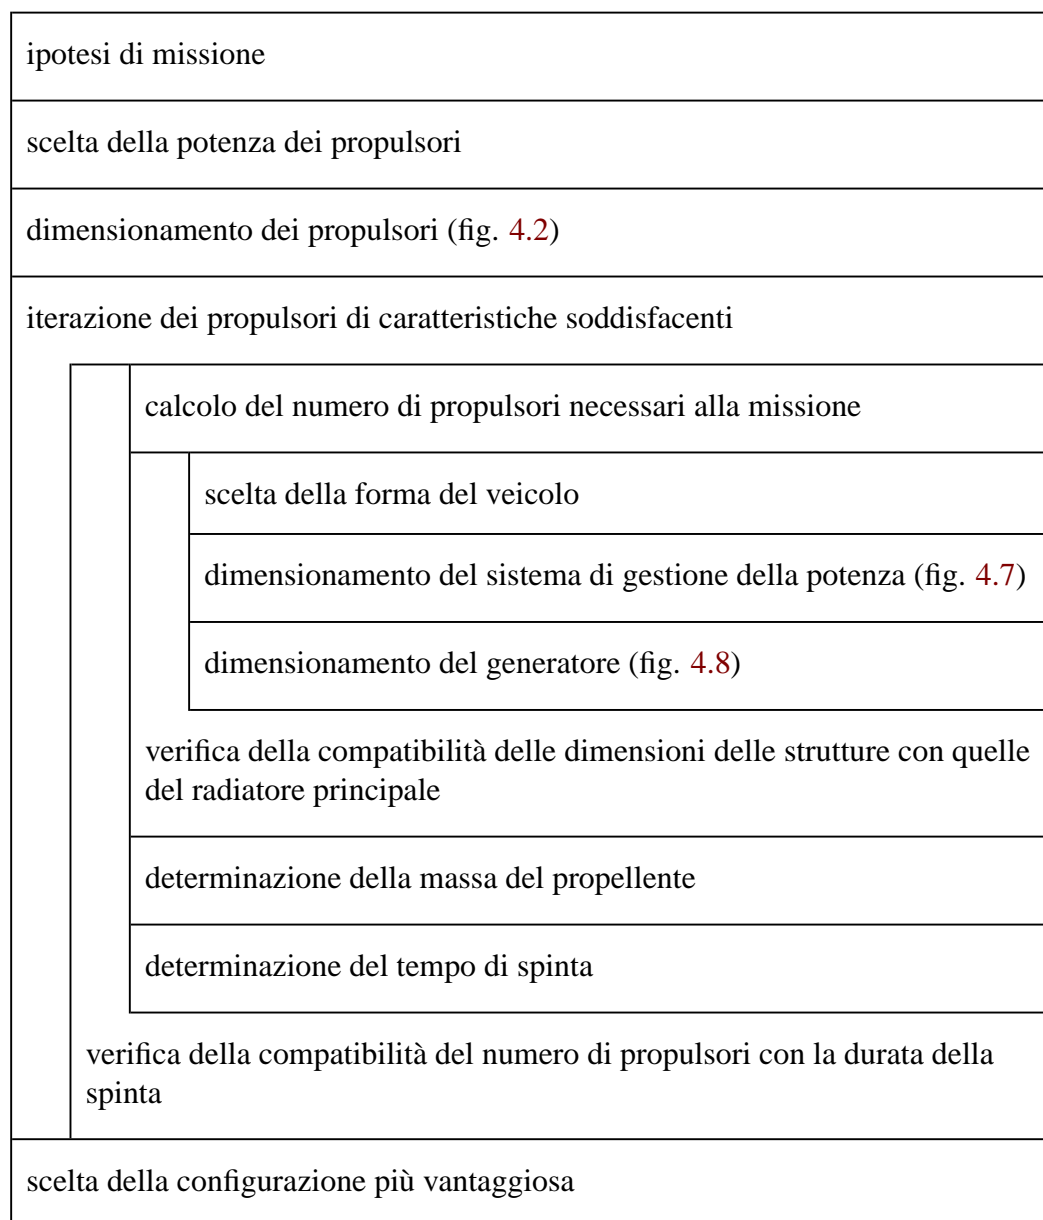 ipotesi di missione
scelta della potenza dei propulsori
dimensionamento dei propulsori (fig. 4.2)
iterazione dei propulsori di caratteristiche soddisfacenti
calcolo del numero di propulsori necessari alla missione
scelta della forma del veicolo
dimensionamento del sistema di gestione della potenza (fig. 4.7)
dimensionamento del generatore (fig. 4.8)
verifica della compatibilità delle dimensioni delle strutture con quelle
del radiatore principale
determinazione della massa del propellente
determinazione del tempo di spinta
verifica della compatibilità del numero di propulsori con la durata della
spinta
scelta della configurazione più vantaggiosa